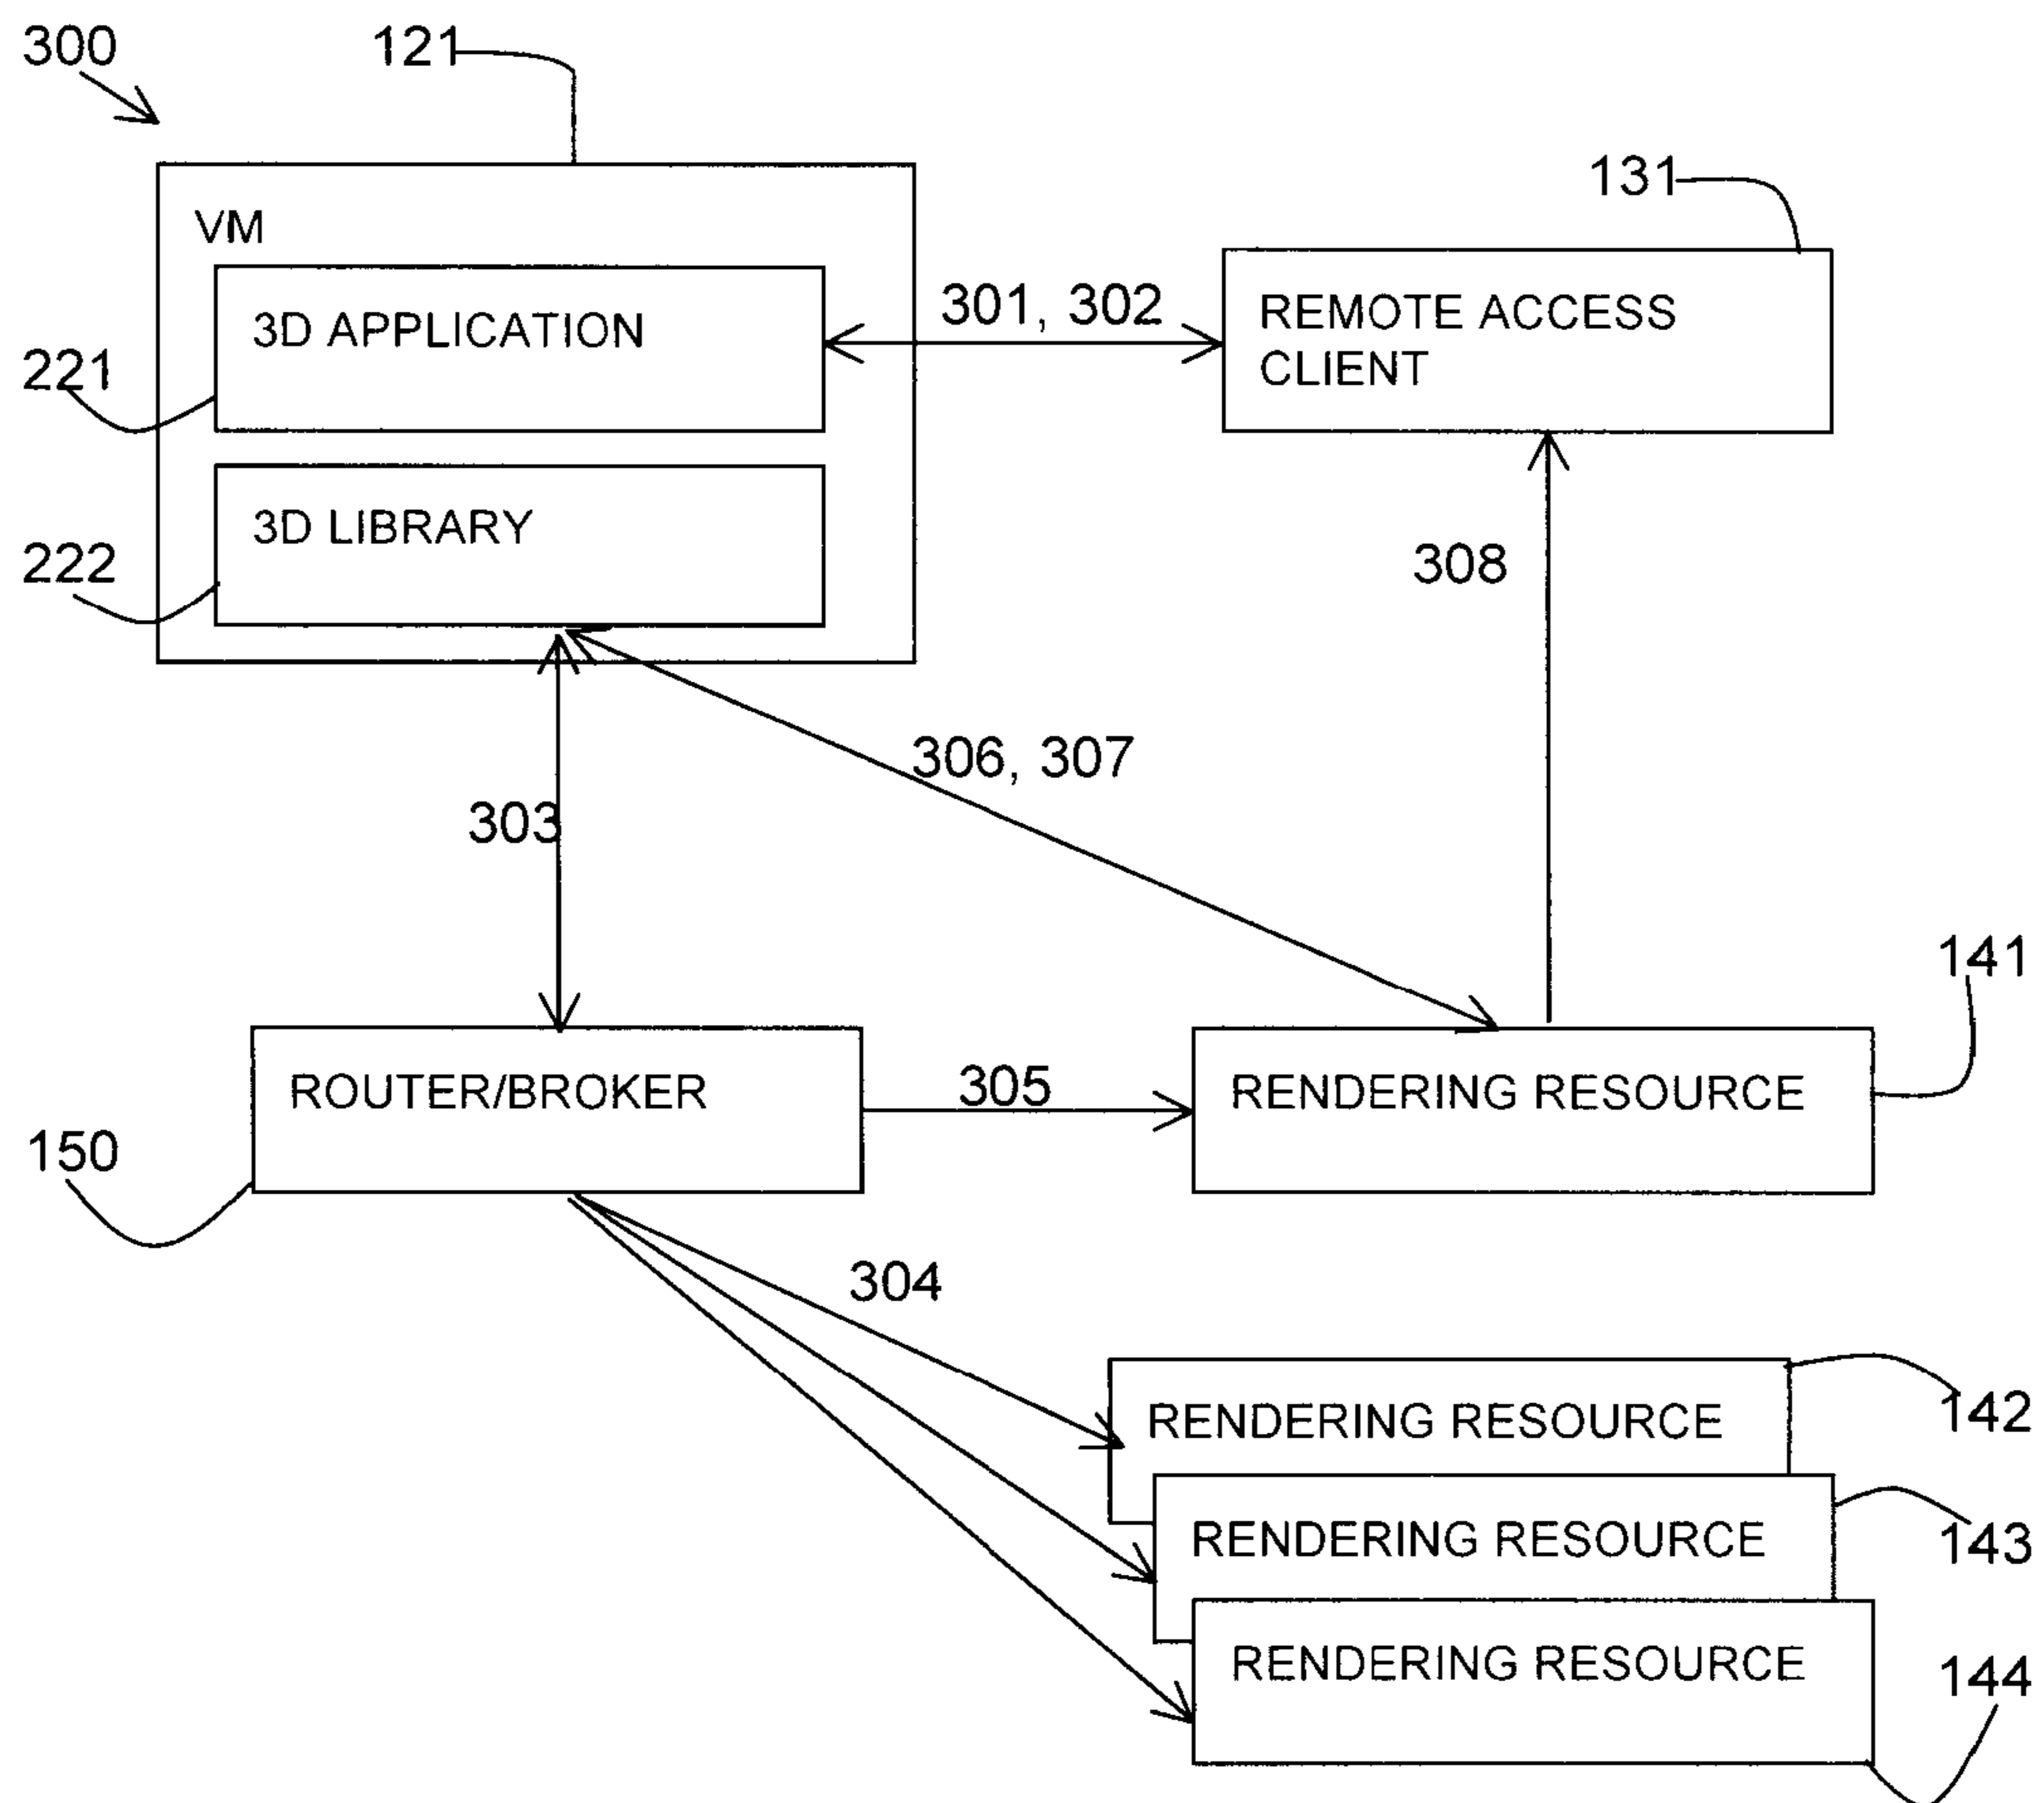 300
121
131
VM
3D APPLICATION
301, 302
REMOTE ACCESS
CLIENT
221
3D LIBRARY
222
308
306, 307
303
141
ROUTER/BROKER
305
RENDERING RESOURCE
150
304
RENDERING RESOURCE
142
RENDERING RESOURCE
143
RENDERING RESOURCE
144